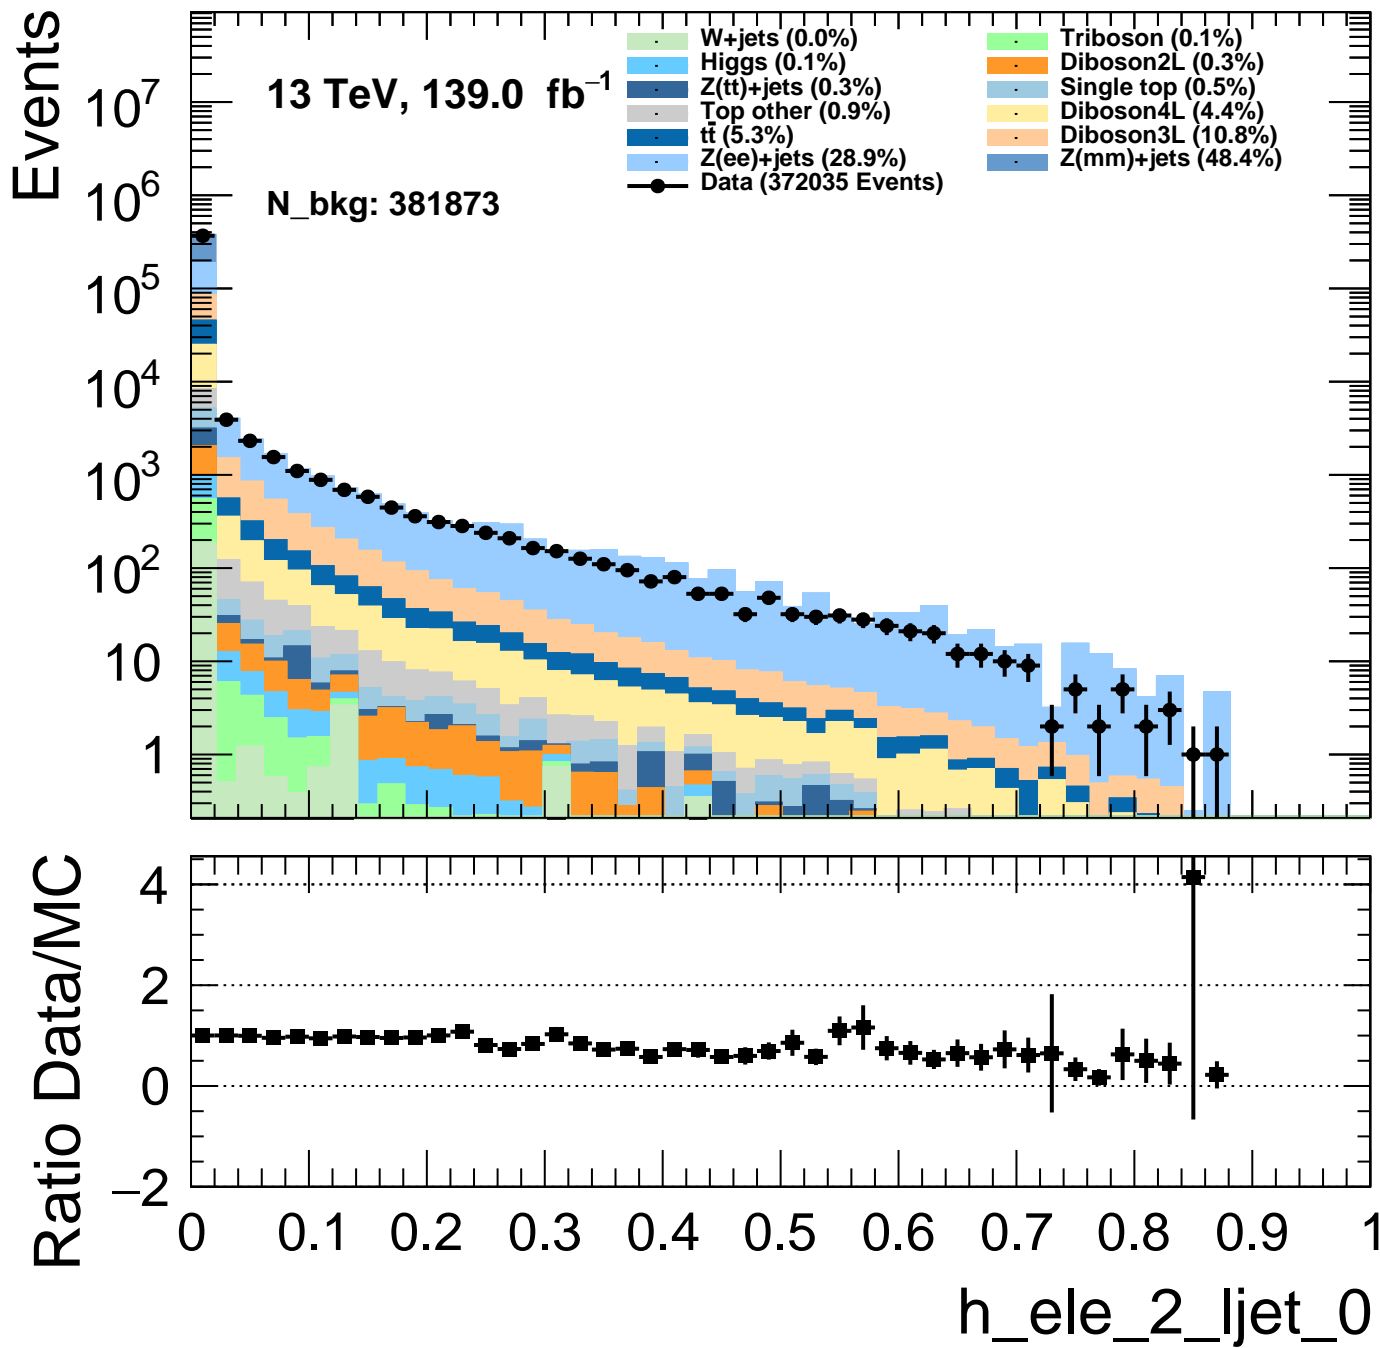 Events
10⁷
10⁶
10⁵
10⁴
10³
10²
10
1
13 TeV, 139.0 fb⁻¹
N_bkg: 381873
W+jets (0.0%)
Higgs (0.1%)
Z(tt)+jets (0.3%)
Top other (0.9%)
tt̄ (5.3%)
Z(ee)+jets (28.9%)
Data (372035 Events)
Triboson (0.1%)
Diboson2L (0.3%)
Single top (0.5%)
Diboson4L (4.4%)
Diboson3L (10.8%)
Z(mm)+jets (48.4%)
Ratio Data/MC
4
2
0
−2
0 0.1 0.2 0.3 0.4 0.5 0.6 0.7 0.8 0.9 1
h_ele_2_ljet_0